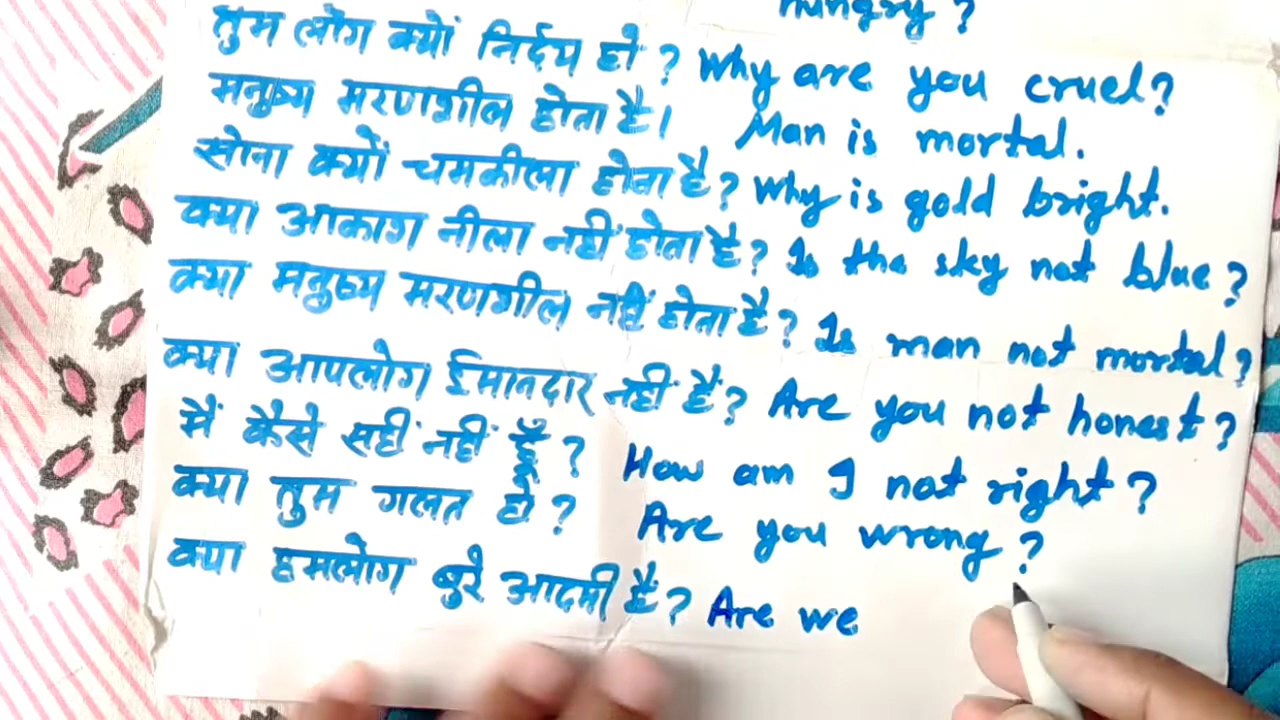 hungry ?
तुम लोग क्यों निर्दय हो ? Why are you cruel?
मनुष्य मरणशील होता है। Man is mortal.
सोना क्यों चमकीला होता है? Why is gold bright.
क्या आकाश नीला नहीं होता है? Is the sky not blue ?
क्या मनुष्य मरणशील नहीं होता है? Is man not mortal?
क्या आपलोग ईमानदार नहीं हैं? Are you not honest?
मैं कैसे सही नहीं हूँ ? How am I not right ?
क्या तुम गलत हो ? Are you wrong ?
क्या हमलोग बुरे आदमी हैं? Are we